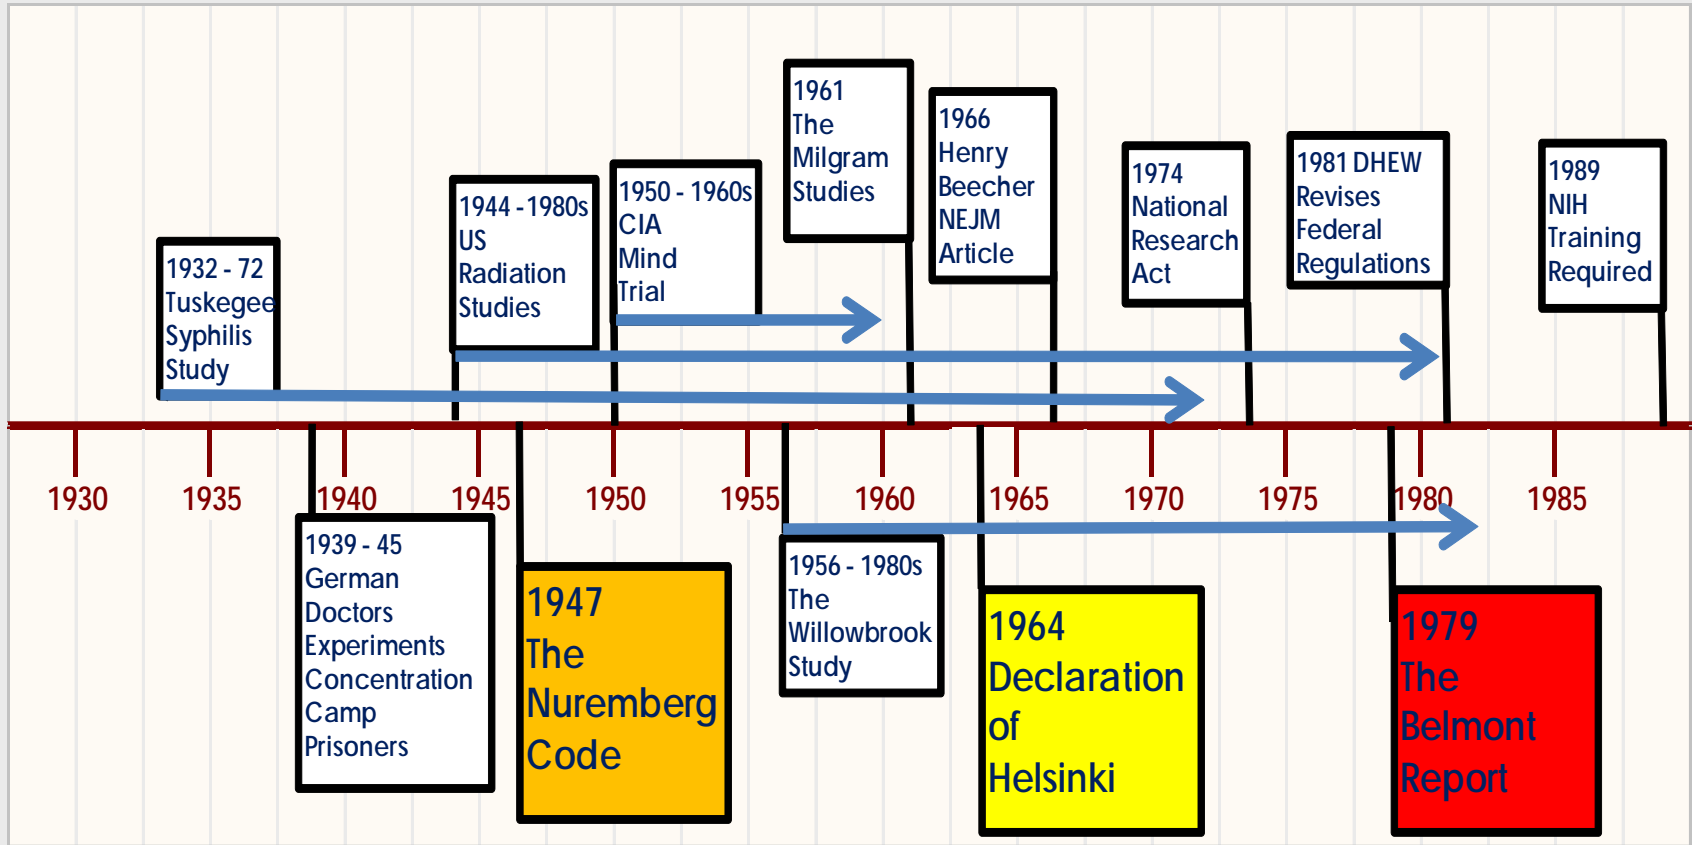 1961
The
Milgram
Studies
1966
Henry
Beecher
NEJM
Article
1974
National
Research
Act
1981 DHEW
Revises
Federal
Regulations
1989
NIH
Training
Required
1944 -1980s
US
Radiation
Studies
1950 - 1960s
CIA
Mind
Trial
1932 - 72
Tuskegee
Syphilis
Study
1930
1935
1940
1945
1950
1955
1960
1965
1970
1975
1980
1985
1939 - 45
German
Doctors
Experiments
Concentration
Camp
Prisoners
1947
The
Nuremberg
Code
1956 - 1980s
The
Willowbrook
Study
1964
Declaration
of
Helsinki
1979
The
Belmont
Report